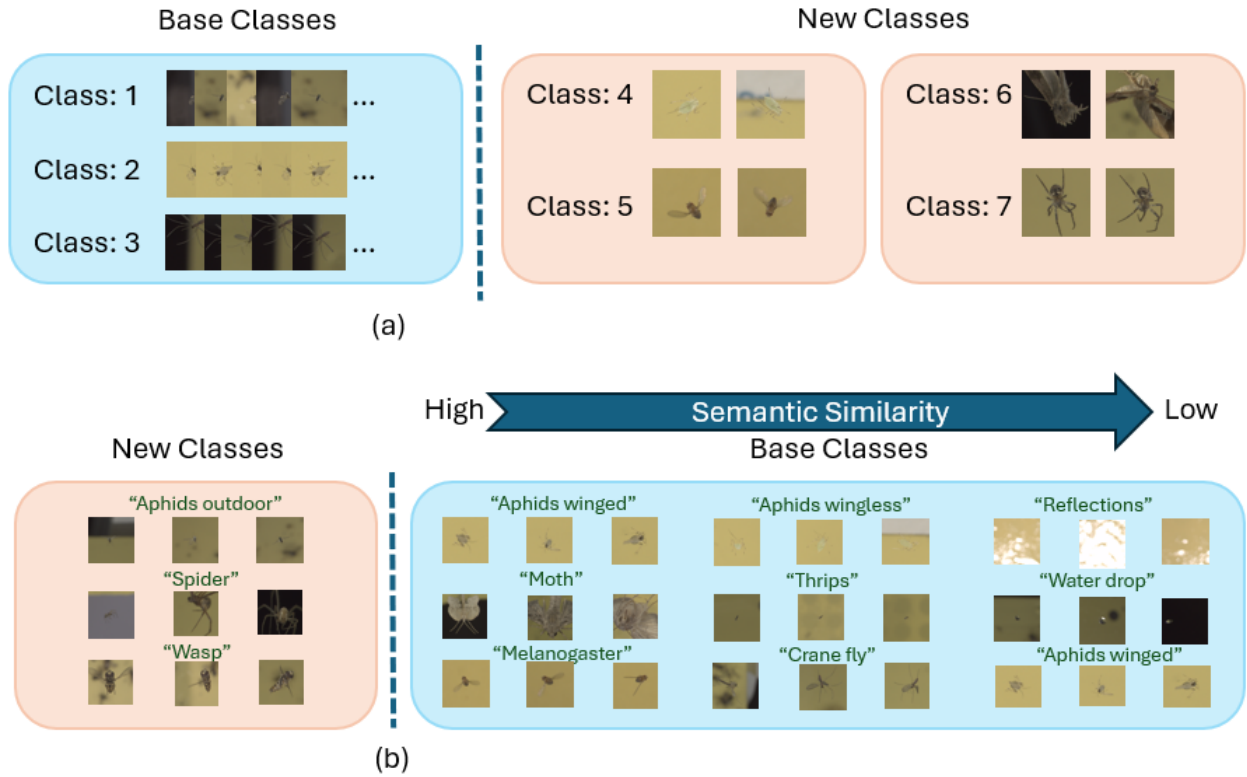 Base Classes
New Classes
Class: 1
...
Class: 2
...
Class: 3
...
Class: 4
Class: 5
Class: 6
Class: 7
(a)
High
Semantic Similarity
Low
New Classes
Base Classes
“Aphids outdoor”
“Spider”
“Wasp”
“Aphids winged”
“Aphids wingless”
“Reflections”
“Moth”
“Thrips”
“Water drop”
“Melanogaster”
“Crane fly”
“Aphids winged”
(b)